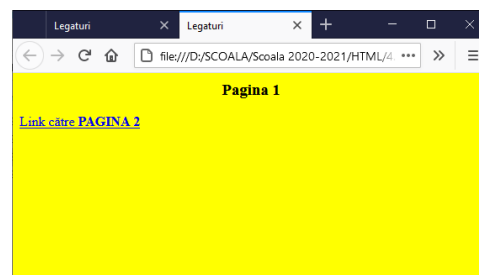 Legaturi Legaturi
file:///D:/SCOALA/Scoala 2020-2021/HTML/4.
Pagina 1
Link către PAGINA 2